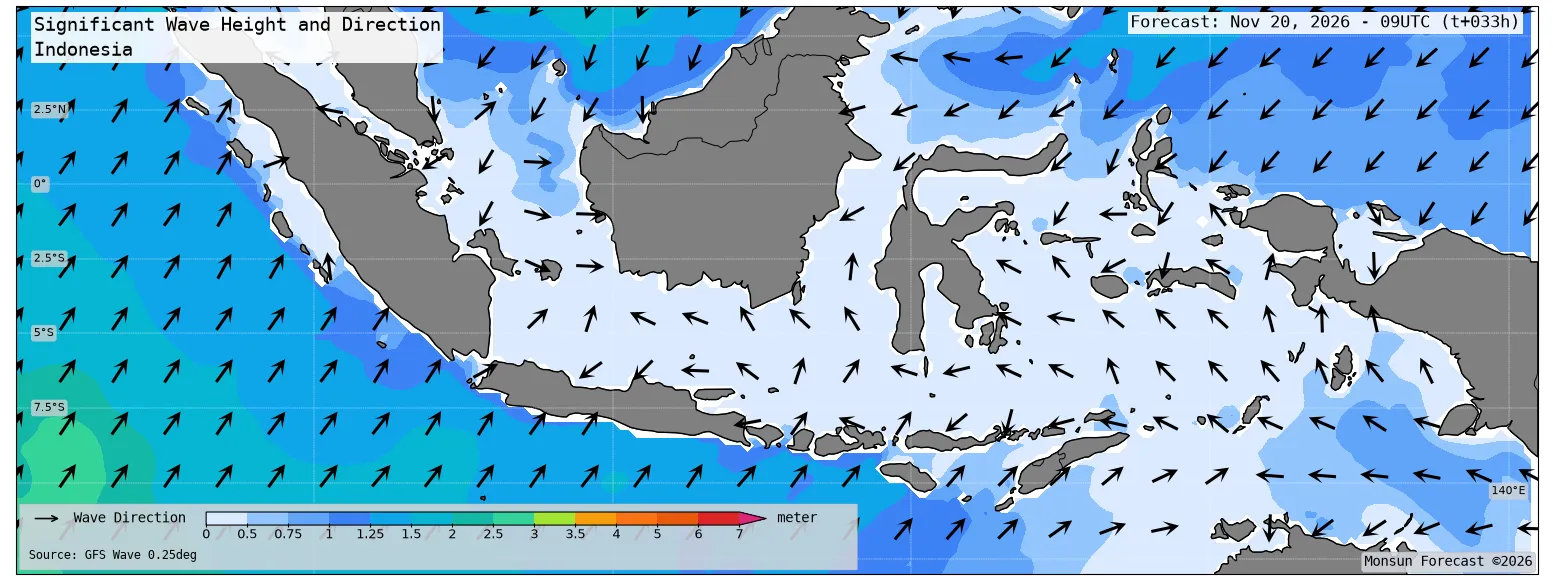 Significant Wave Height and Direction
Indonesia
Forecast: Nov 20, 2026 - 09UTC (t+033h)
2.5°N
0°
2.5°S
5°S
7.5°S
140°E
Wave Direction
meter
0 0.5 0.75 1 1.25 1.5 2 2.5 3 3.5 4 5 6 7
Source: GFS Wave 0.25deg
Monsun Forecast ©2026